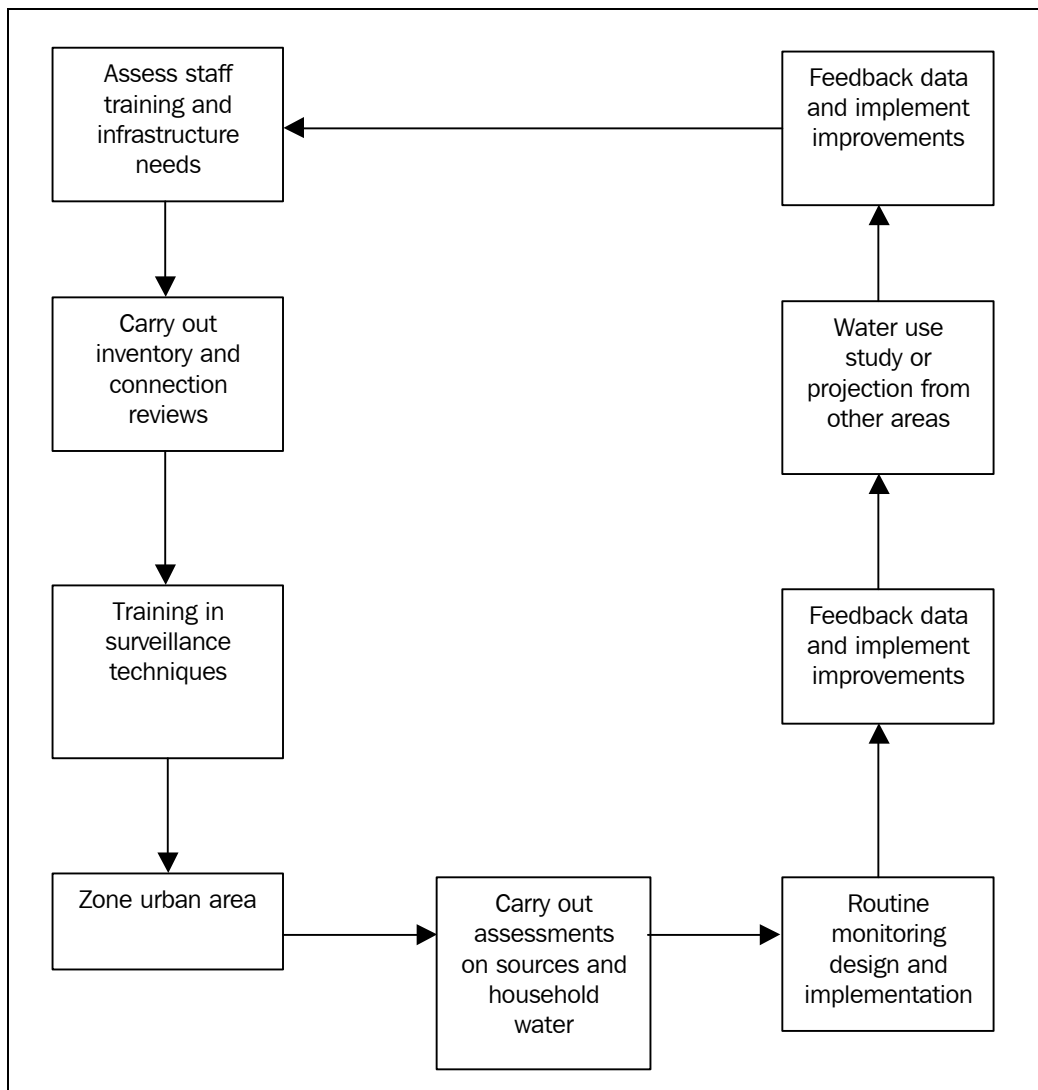 Assess staff
training and
infrastructure
needs
Feedback data
and implement
improvements
Carry out
inventory and
connection
reviews
Water use
study or
projection from
other areas
Training in
surveillance
techniques
Feedback data
and implement
improvements
Zone urban area
Carry out
assessments
on sources and
household
water
Routine
monitoring
design and
implementation